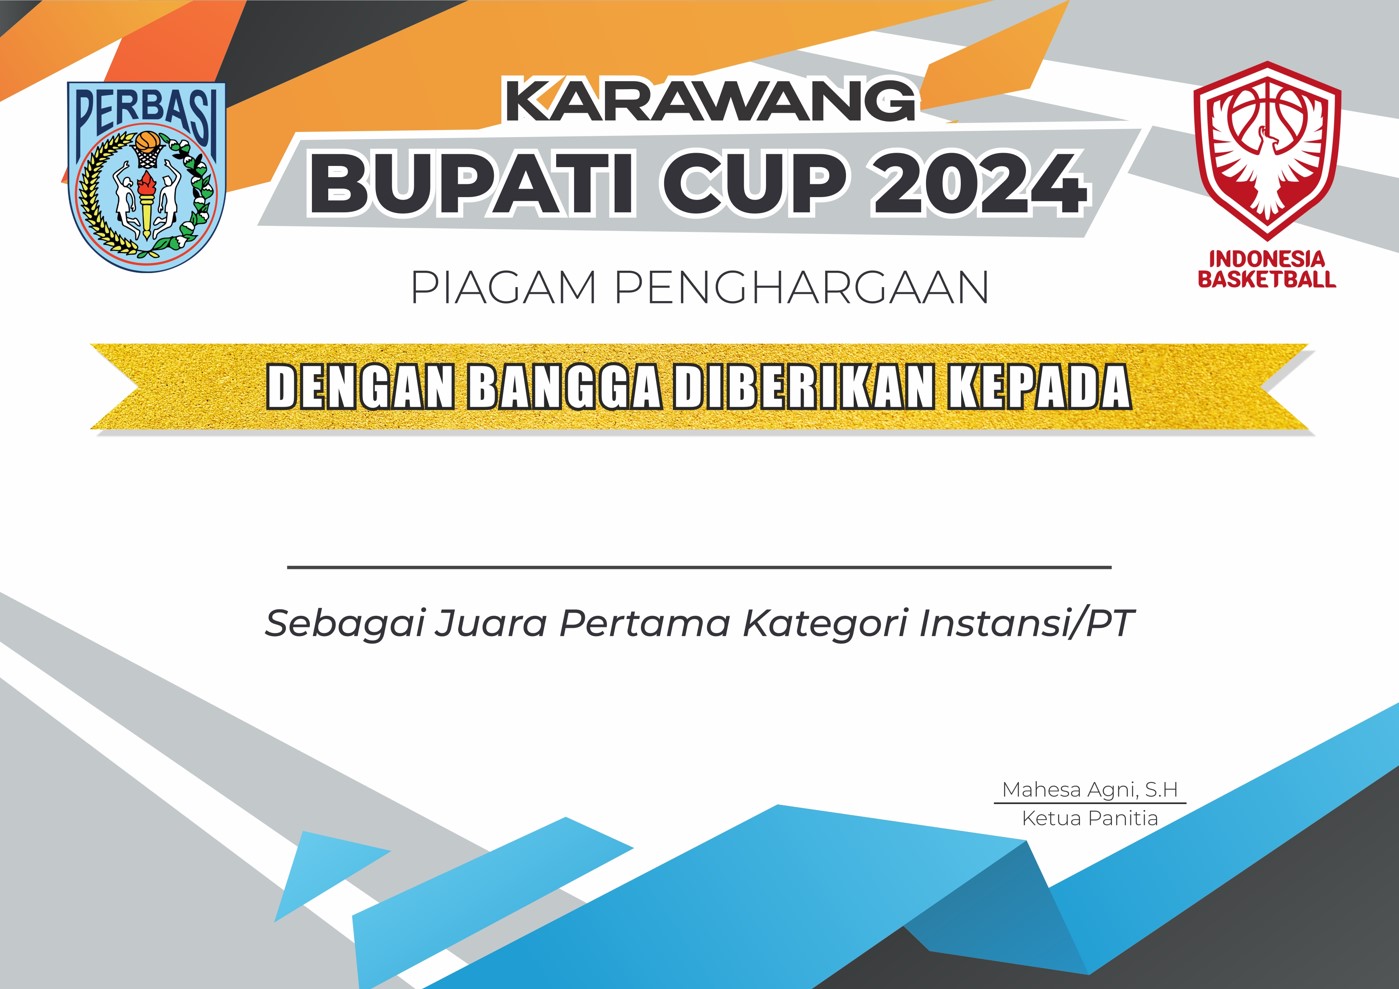 PERBASI
KARAWANG
BUPATI CUP 2024
INDONESIA
BASKETBALL
PIAGAM PENGHARGAAN
DENGAN BANGGA DIBERIKAN KEPADA
Sebagai Juara Pertama Kategori Instansi/PT
Mahesa Agni, S.H
Ketua Panitia